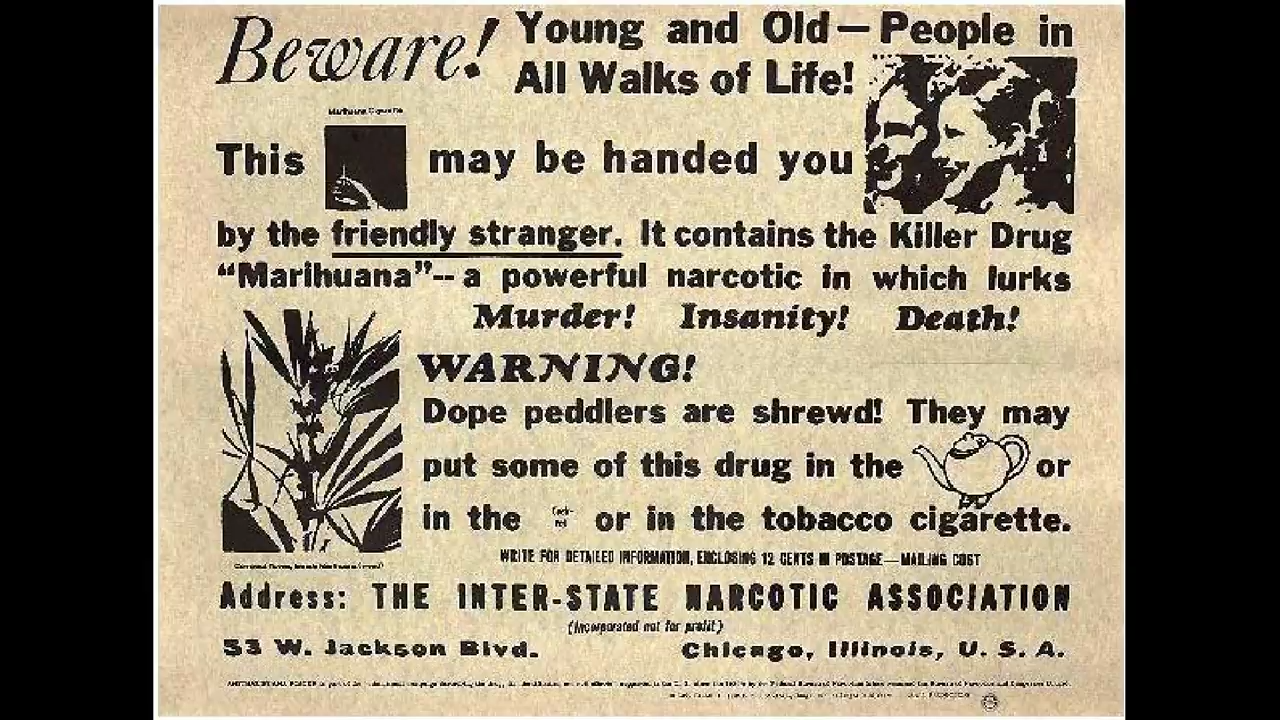 Beware! Young and Old—People in
All Walks of Life!
Marihuana Cigarette
This may be handed you
by the friendly stranger. It contains the Killer Drug
“Marihuana”--a powerful narcotic in which lurks
Murder! Insanity! Death!
WARNING!
Dope peddlers are shrewd! They may
put some of this drug in the or
in the or in the tobacco cigarette.
WRITE FOR DETAILED INFORMATION, ENCLOSING 12 CENTS IN POSTAGE—MAILING COST
Address: THE INTER-STATE NARCOTIC ASSOCIATION
(Incorporated not for profit)
53 W. Jackson Blvd. Chicago, Illinois, U. S. A.